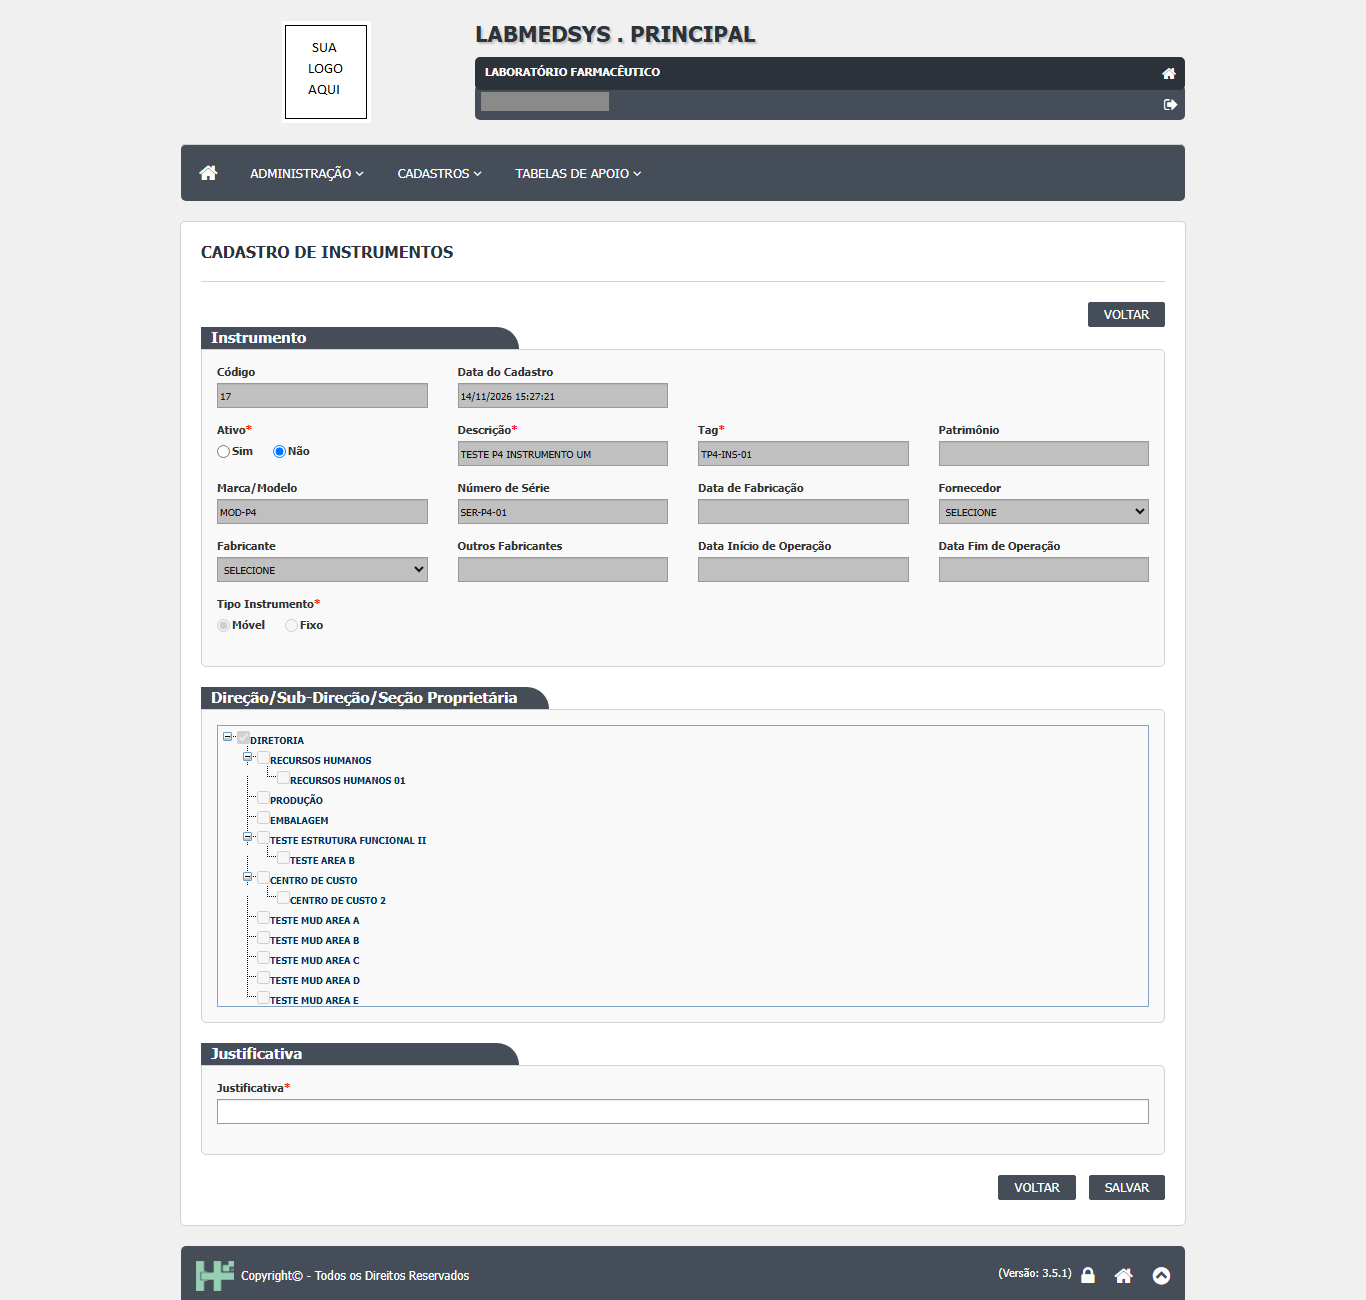 SUA
LOGO
AQUI
LABMEDSYS . PRINCIPAL
LABORATÓRIO FARMACÊUTICO
ADMINISTRAÇÃO CADASTROS TABELAS DE APOIO
CADASTRO DE INSTRUMENTOS
VOLTAR
Instrumento
Código Data do Cadastro
17 14/11/2026 15:27:21
Ativo* Descrição* Tag* Patrimônio
Sim Não TESTE P4 INSTRUMENTO UM TP4-INS-01
Marca/Modelo Número de Série Data de Fabricação Fornecedor
MOD-P4 SER-P4-01 SELECIONE
Fabricante Outros Fabricantes Data Início de Operação Data Fim de Operação
SELECIONE
Tipo Instrumento*
Móvel Fixo
Direção/Sub-Direção/Seção Proprietária
DIRETORIA
RECURSOS HUMANOS
RECURSOS HUMANOS 01
PRODUÇÃO
EMBALAGEM
TESTE ESTRUTURA FUNCIONAL II
TESTE AREA B
CENTRO DE CUSTO
CENTRO DE CUSTO 2
TESTE MUD AREA A
TESTE MUD AREA B
TESTE MUD AREA C
TESTE MUD AREA D
TESTE MUD AREA E
Justificativa
Justificativa*
VOLTAR SALVAR
Copyright© - Todos os Direitos Reservados (Versão: 3.5.1)